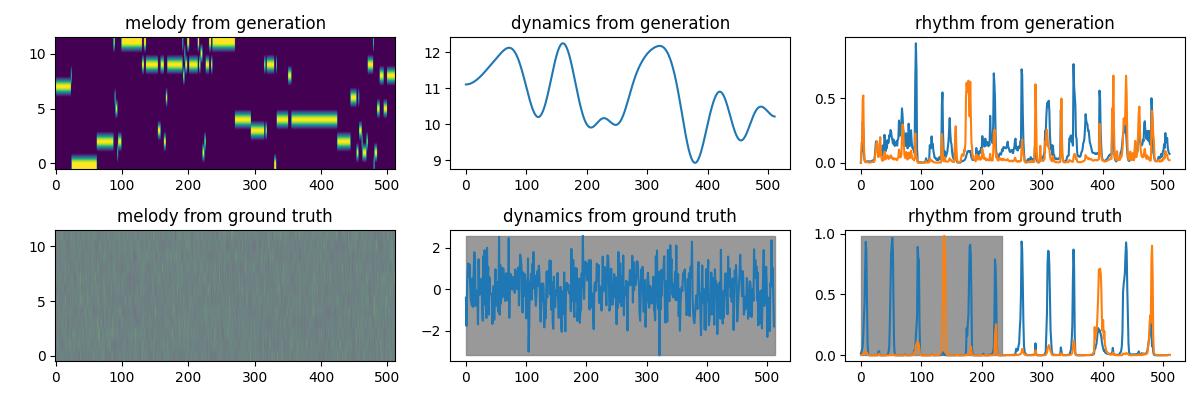 melody from generation
dynamics from generation
rhythm from generation
10
5
0
0 100 200 300 400 500
12
11
10
9
0 100 200 300 400 500
0.5
0.0
0 100 200 300 400 500
melody from ground truth
dynamics from ground truth
rhythm from ground truth
10
5
0
0 100 200 300 400 500
2
0
−2
0 100 200 300 400 500
1.0
0.5
0.0
0 100 200 300 400 500